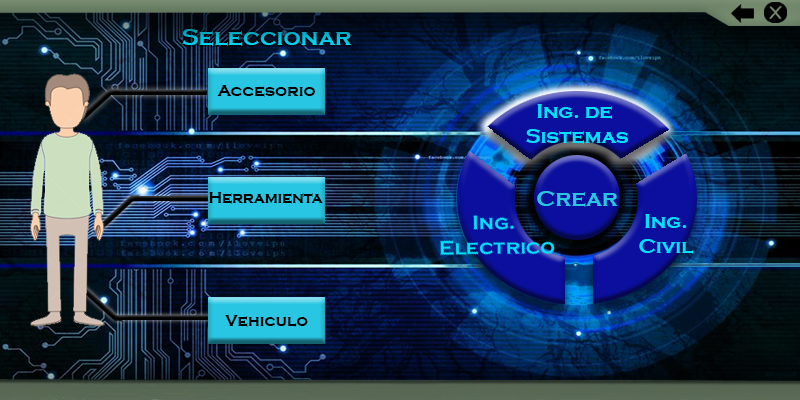 SELECCIONAR
ACCESORIO
HERRAMIENTA
VEHICULO
ING. DE
SISTEMAS
CREAR
ING.
ELECTRICO
ING.
CIVIL